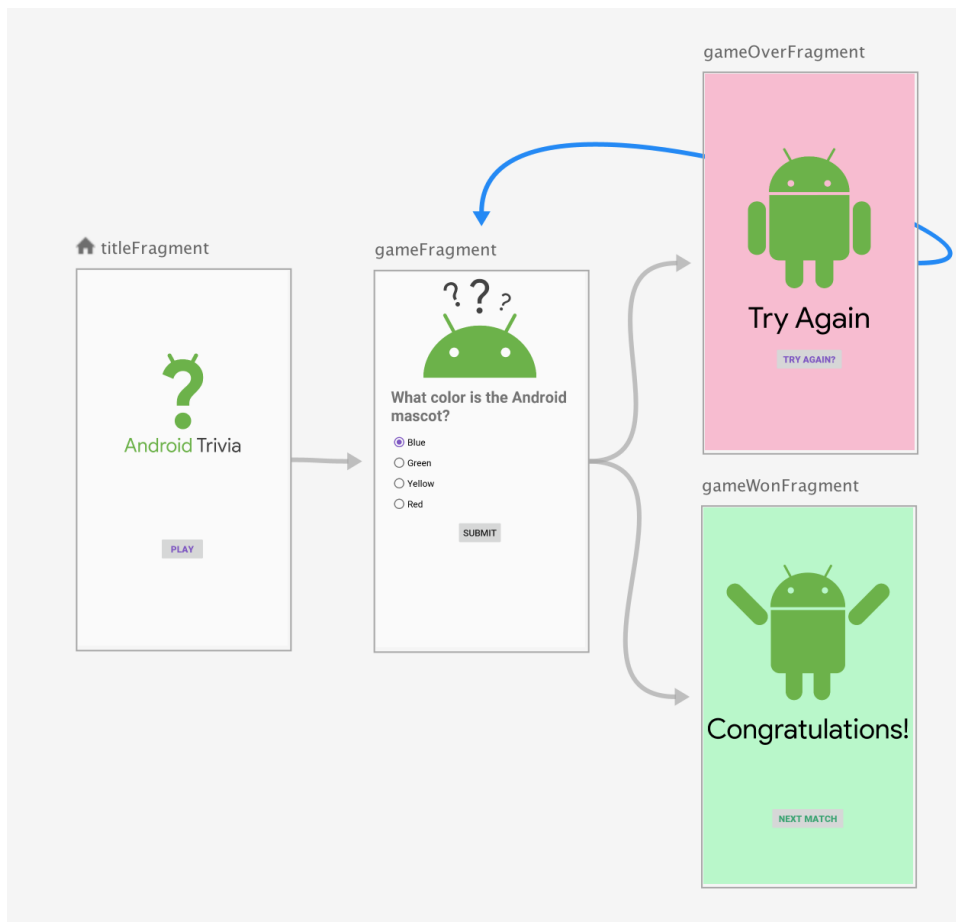 gameOverFragment
Try Again
TRY AGAIN?
titleFragment
Android Trivia
PLAY
gameFragment
? ? ?
What color is the Android
mascot?
Blue
Green
Yellow
Red
SUBMIT
gameWonFragment
Congratulations!
NEXT MATCH